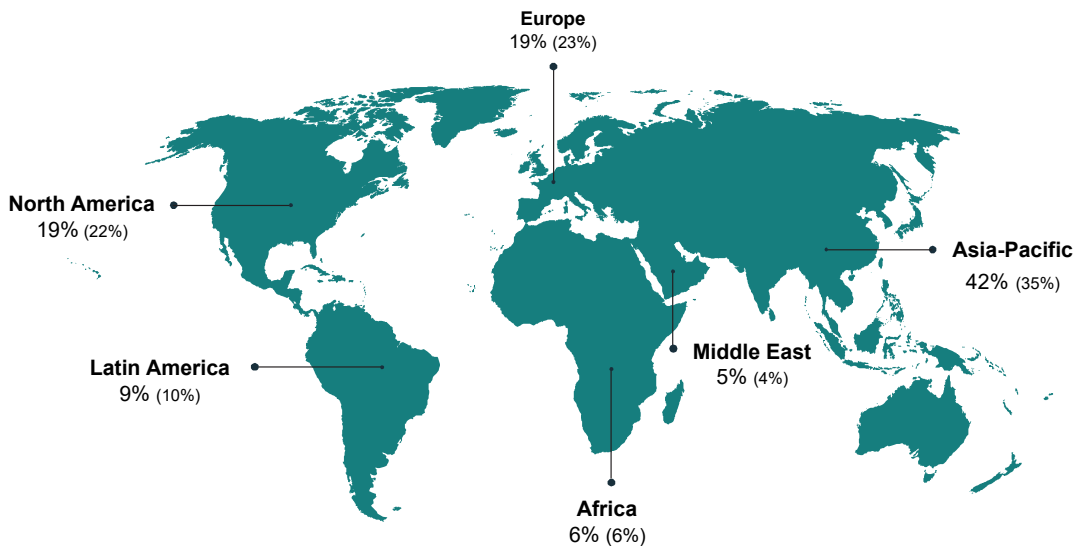 Europe
19% (23%)
North America
19% (22%)
Asia-Pacific
42% (35%)
Latin America
9% (10%)
Middle East
5% (4%)
Africa
6% (6%)